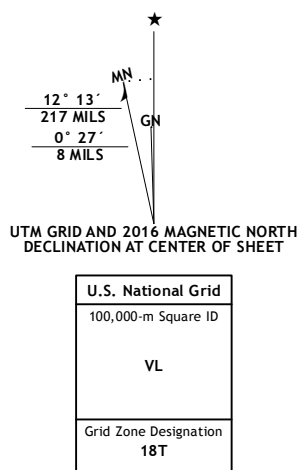 ★
MN
GN
12° 13´
217 MILS
0° 27´
8 MILS
UTM GRID AND 2016 MAGNETIC NORTH
DECLINATION AT CENTER OF SHEET
U.S. National Grid
100,000-m Square ID
VL
Grid Zone Designation
18T